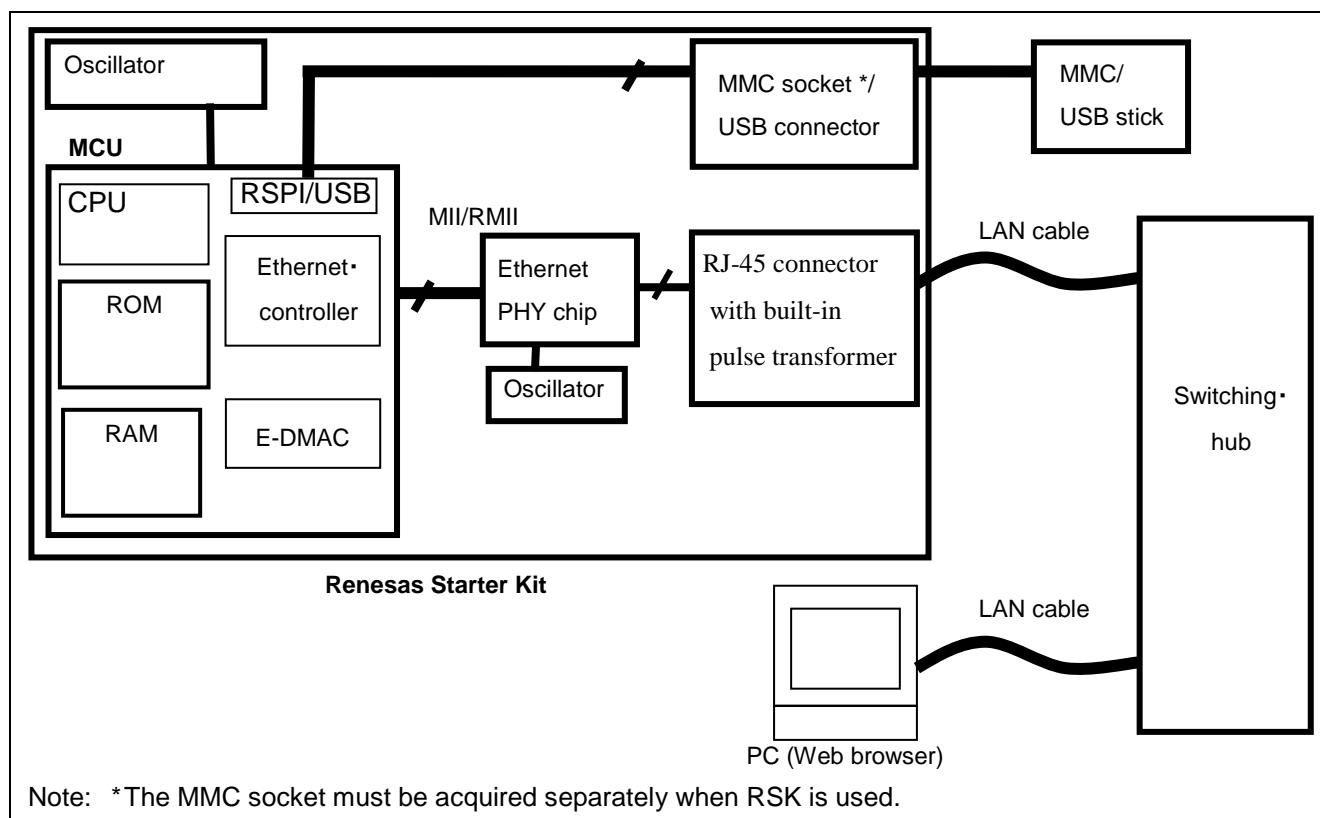 Oscillator
MMC socket */
USB connector
MMC/
USB stick
MCU
CPU
RSPI/USB
ROM
Ethernet･
controller
RAM
E-DMAC
MII/RMII
Ethernet
PHY chip
Oscillator
RJ-45 connector
with built-in
pulse transformer
LAN cable
Switching･
hub
Renesas Starter Kit
LAN cable
PC (Web browser)
Note: *The MMC socket must be acquired separately when RSK is used.